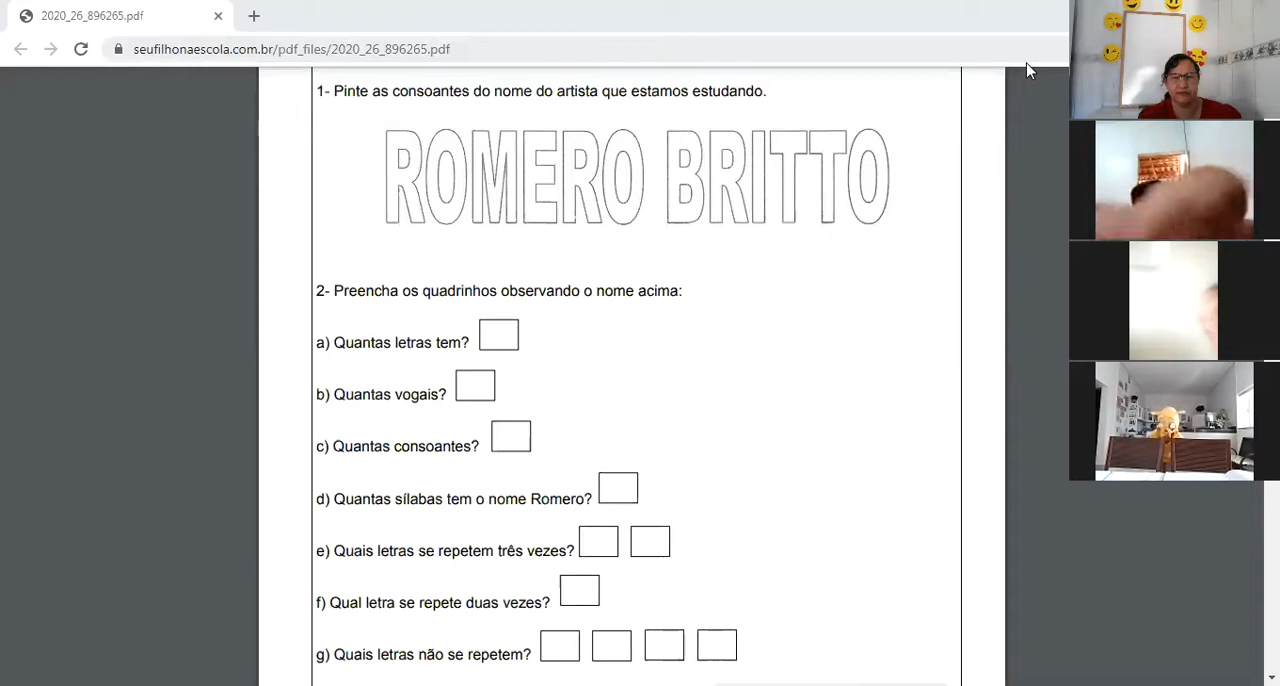 2020_26_896265.pdf
seufilhonaescola.com.br/pdf_files/2020_26_896265.pdf
1- Pinte as consoantes do nome do artista que estamos estudando.
ROMERO BRITTO
2- Preencha os quadrinhos observando o nome acima:
a) Quantas letras tem?
b) Quantas vogais?
c) Quantas consoantes?
d) Quantas sílabas tem o nome Romero?
e) Quais letras se repetem três vezes?
f) Qual letra se repete duas vezes?
g) Quais letras não se repetem?